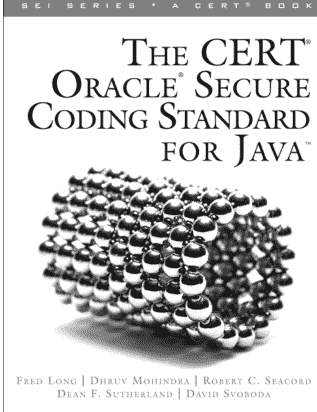 SEI SERIES • A CERT® BOOK
THE CERT®
ORACLE® SECURE
CODING STANDARD
FOR JAVA™
FRED LONG | DHRUV MOHINDRA | ROBERT C. SEACORD
DEAN F. SUTHERLAND | DAVID SVOBODA